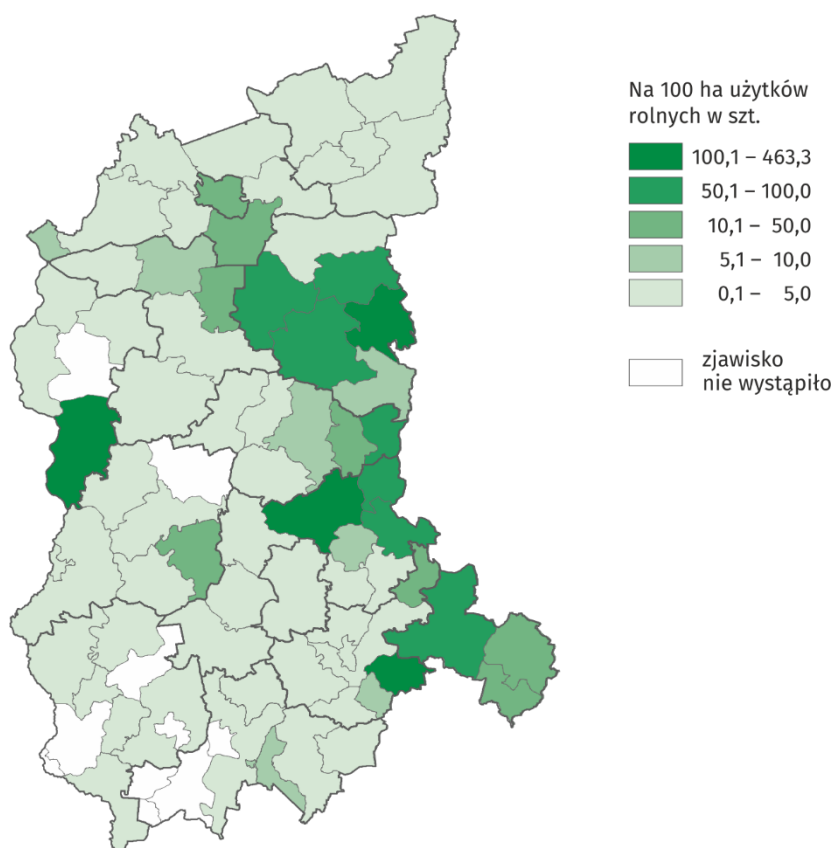 Na 100 ha użytków
rolnych w szt.
100,1 – 463,3
50,1 – 100,0
10,1 – 50,0
5,1 – 10,0
0,1 – 5,0
zjawisko
nie wystąpiło